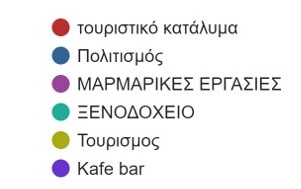 τουριστικό κατάλυμα
Πολιτισμός
ΜΑΡΜΑΡΙΚΕΣ ΕΡΓΑΣΙΕΣ
ΞΕΝΟΔΟΧΕΙΟ
Τουρισμος
Kafe bar